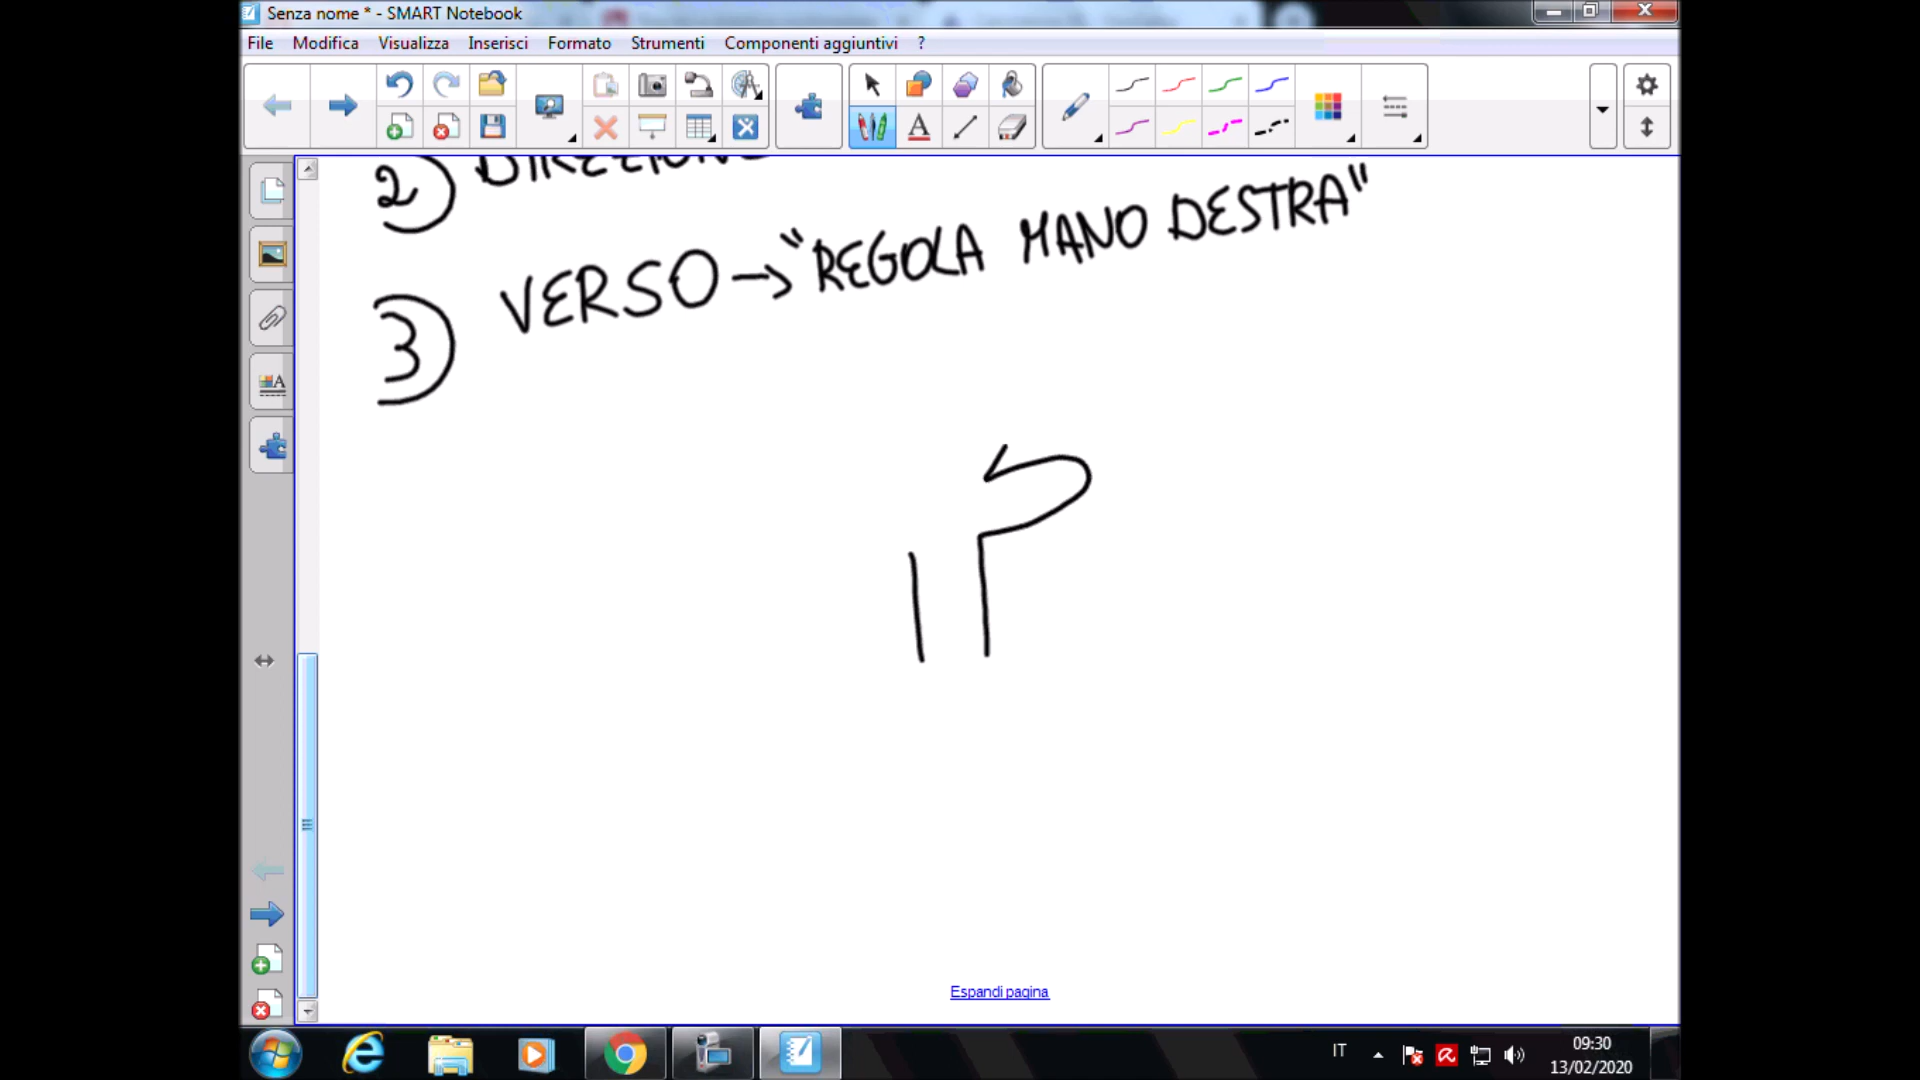 Senza nome * - SMART Notebook
File Modifica Visualizza Inserisci Formato Strumenti Componenti aggiuntivi ?
2) DIREZIONE
3) VERSO → "REGOLA MANO DESTRA"
Espandi pagina
IT
09:30
13/02/2020